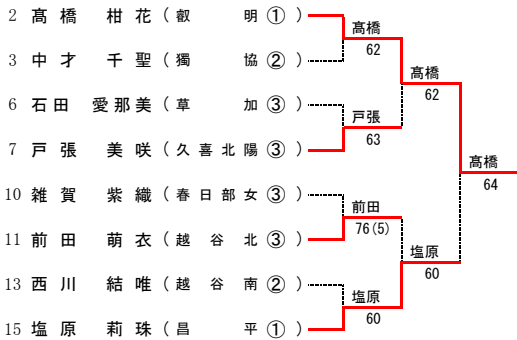 2 髙橋 柑花 (叡 明 ①)
髙橋
62
3 中才 千聖 (獨 協 ②)
髙橋
62
6 石田 愛那美 (草 加 ③)
戸張
63
7 戸張 美咲 (久喜北陽 ③)
髙橋
64
10 雑賀 紫織 (春日部女 ③)
前田
76(5)
11 前田 萌衣 (越谷北 ③)
塩原
60
13 西川 結唯 (越谷南 ②)
塩原
60
15 塩原 莉珠 (昌 平 ①)